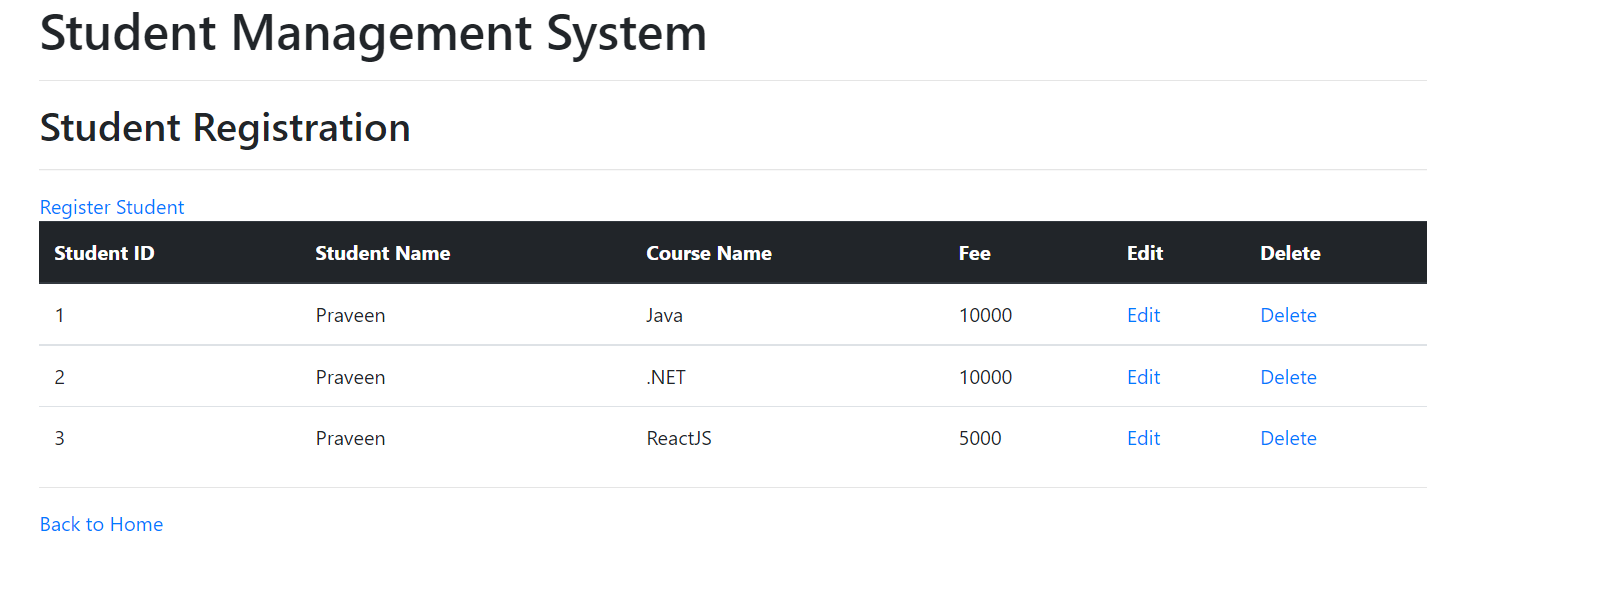 Student Management System
Student Registration
Register Student
Student ID Student Name Course Name Fee Edit Delete
1 Praveen Java 10000 Edit Delete
2 Praveen .NET 10000 Edit Delete
3 Praveen ReactJS 5000 Edit Delete
Back to Home